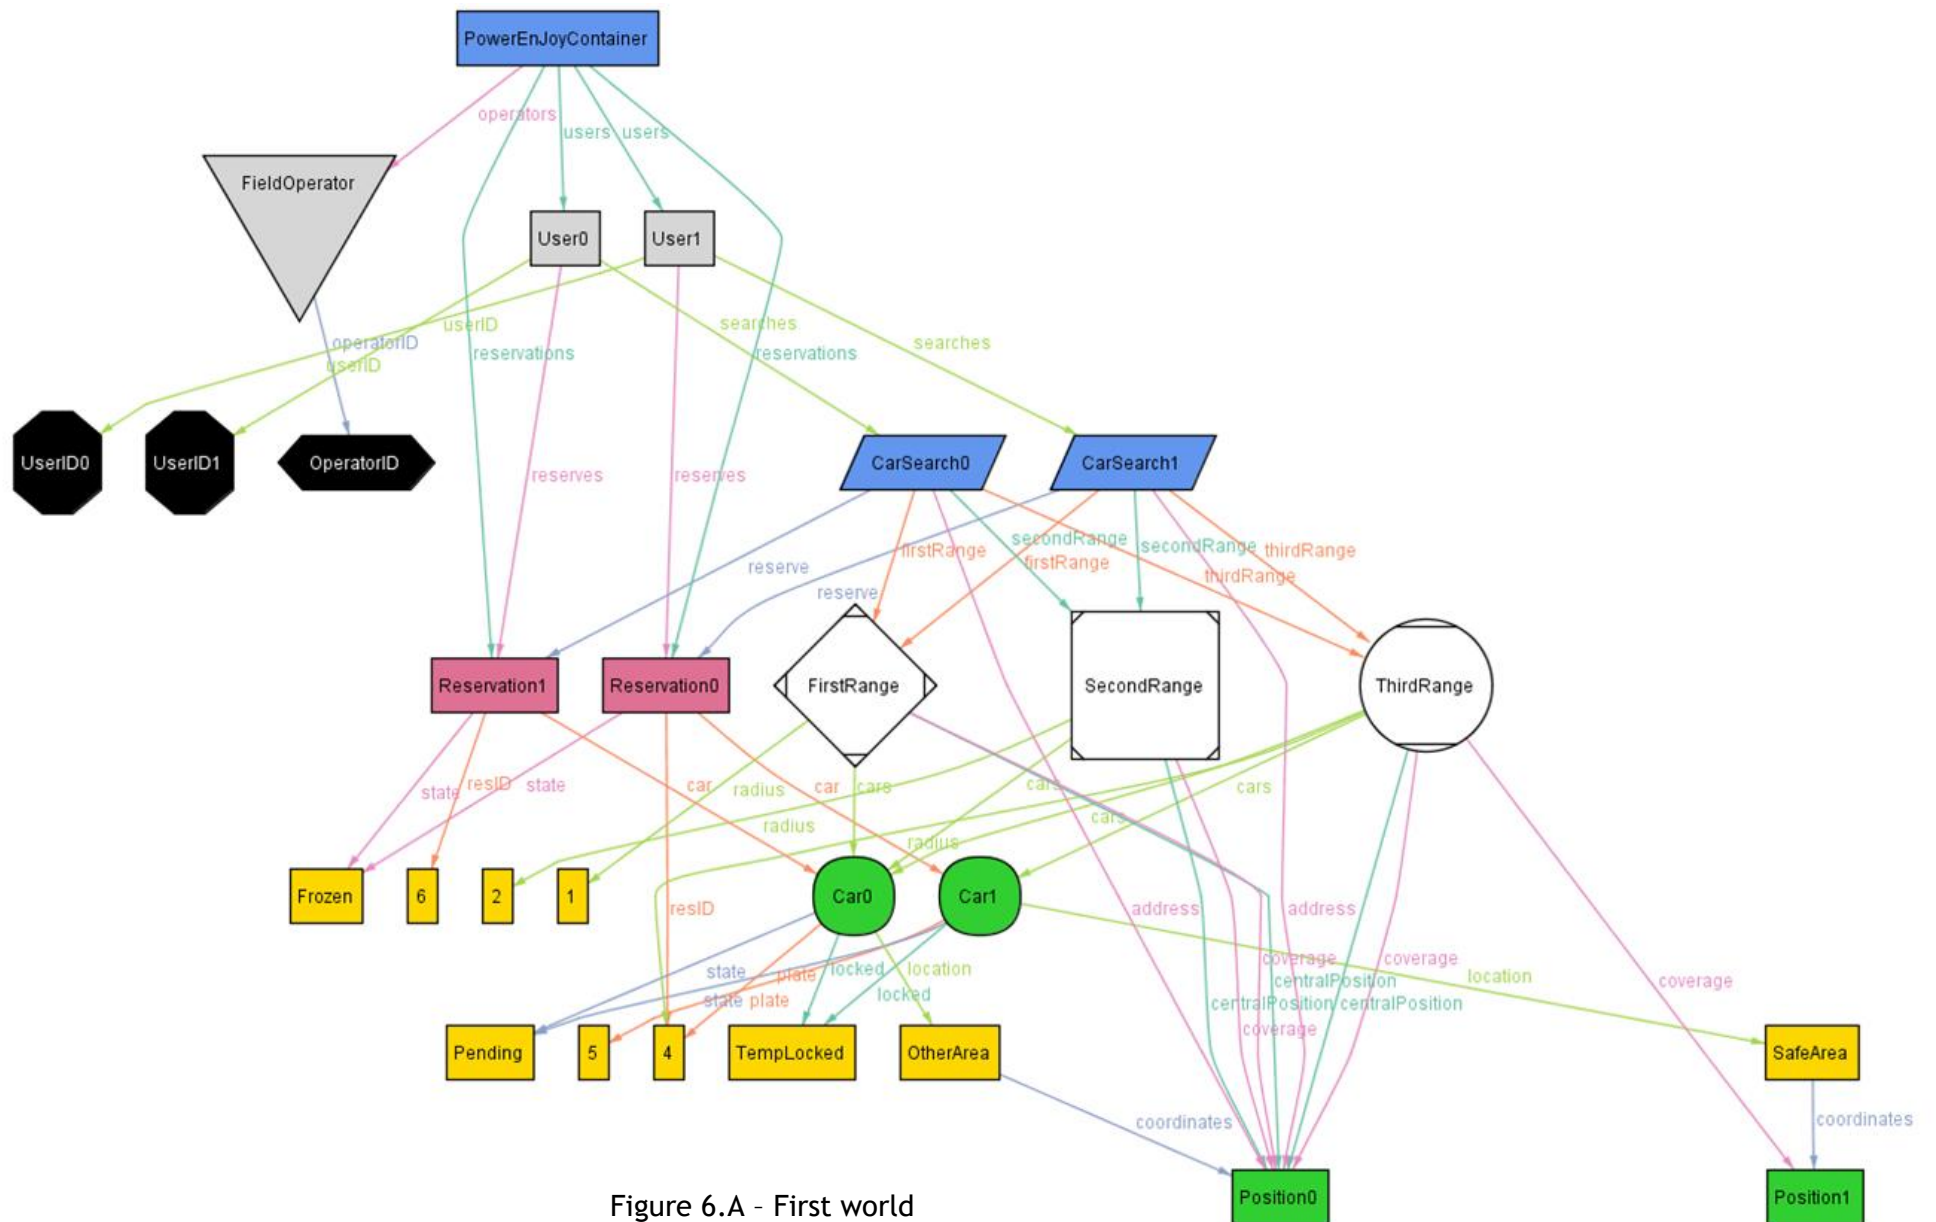 PowerEnJoyContainer
operators
users
users
FieldOperator
User0
User1
userID
searches
operatorID
reservations
reservations
searches
userID
UserID0
UserID1
OperatorID
CarSearch0
CarSearch1
reserves
reserves
secondRange
secondRange
firstRange
thirdRange
firstRange
reserve
thirdRange
reserve
Reservation1
Reservation0
FirstRange
SecondRange
ThirdRange
state
resID
state
car
radius
car
cars
cars
cars
radius
cars
radius
Frozen
6
2
1
Car0
Car1
resID
address
address
coverage
coverage
state
plate
locked
location
location
centralPosition
coverage
state
plate
locked
centralPosition
centralPosition
coverage
Pending
5
4
TempLocked
OtherArea
SafeArea
coordinates
coordinates
Position0
Position1
Figure 6.A – First world